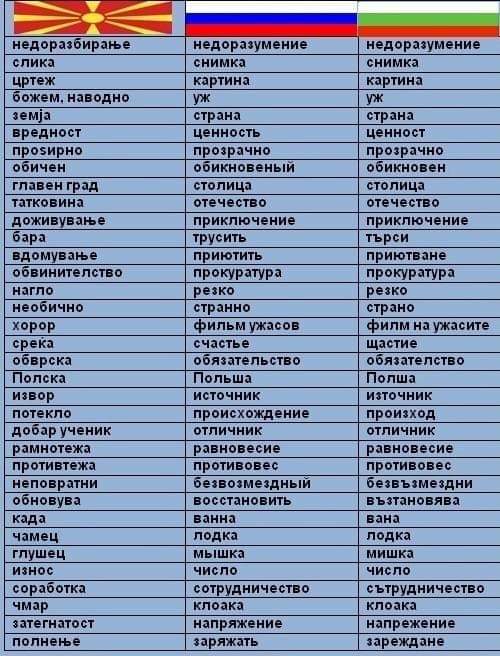 недоразбирање недоразумение недоразумение
слика снимка снимка
цртеж картина картина
божем, наводно уж уж
земја страна страна
вредност ценность ценност
проѕирно прозрачно прозрачно
обичен обикновеный обикновен
главен град столица столица
татковина отечество отечество
доживување приключение приключение
бара трусить търси
вдомување приютить приютване
обвинителство прокуратура прокуратура
нагло резко резко
необично странно страно
хорор фильм ужасов филм на ужасите
среќа счастье щастие
обврска обязательство обязателство
Полска Польша Полша
извор источник източник
потекло происхождение произход
добар ученик отличник отличник
рамнотежа равновесие равновесие
противтежа противовес противовес
неповратни безвозмездный безвъзмездни
обновува восстановить възтановява
када ванна вана
чамец лодка лодка
глушец мышка мишка
износ число число
соработка сотрудничество сътрудничество
чмар клоака клоака
затегнатост напряжение напрежение
полнење заряжать зареждане